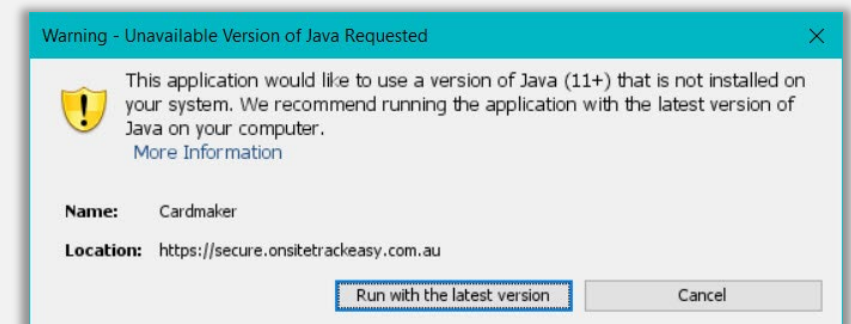 Warning - Unavailable Version of Java Requested
This application would like to use a version of Java (11+) that is not installed on
your system. We recommend running the application with the latest version of
Java on your computer.
More Information
Name: Cardmaker
Location: https://secure.onsitetrackeasy.com.au
Run with the latest version Cancel